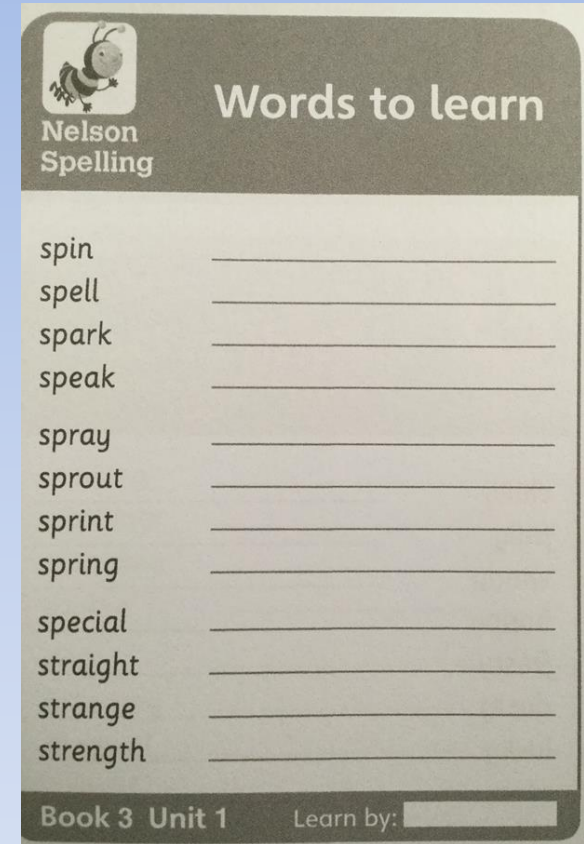 Nelson
Spelling
Words to learn
spin
spell
spark
speak
spray
sprout
sprint
spring
special
straight
strange
strength
Book 3 Unit 1
Learn by: